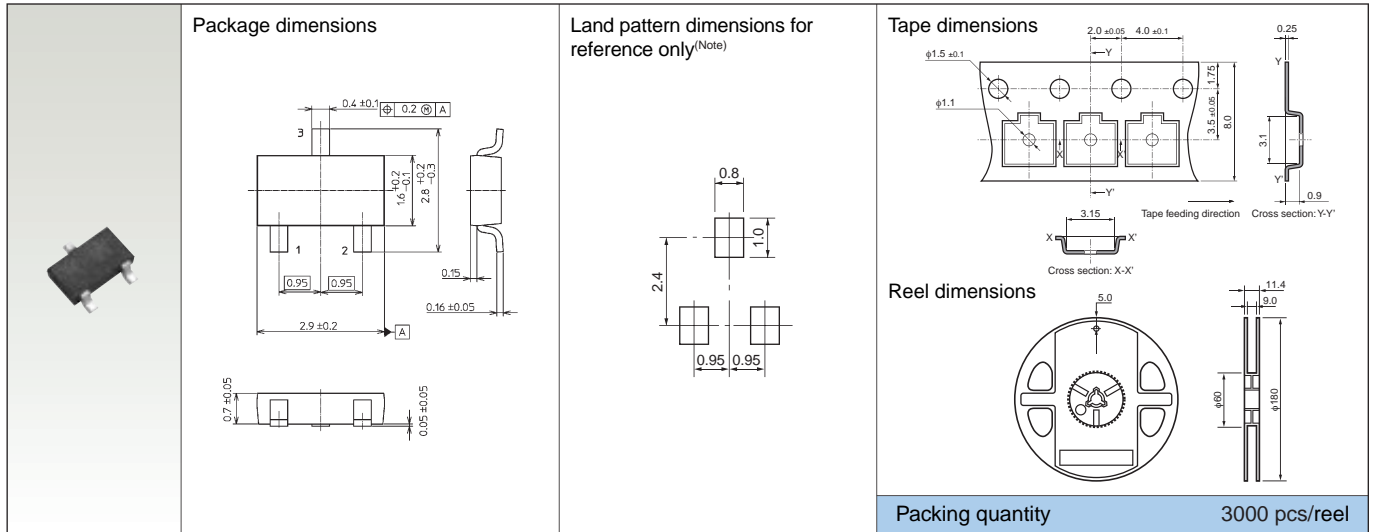 Package dimensions
3
0.4 ±0.1
⌖ 0.2 Ⓜ A
1.6 +0.2 -0.1
2.8 +0.2 -0.3
1
2
0.95
0.95
0.15
0.16 ±0.05
2.9 ±0.2
A
0.7 ±0.05
0.05 ±0.05
Land pattern dimensions for
reference only(Note)
0.8
1.0
2.4
0.95
0.95
Tape dimensions
2.0 ±0.05
4.0 ±0.1
0.25
Y
Y
φ1.5 ±0.1
1.75
φ1.1
3.5 ±0.05
8.0
3.1
X
X'
Y'
Y'
0.9
Tape feeding direction
Cross section: Y-Y'
3.15
X
X'
Cross section: X-X'
Reel dimensions
5.0
11.4
9.0
φ60
φ180
Packing quantity
3000 pcs/reel